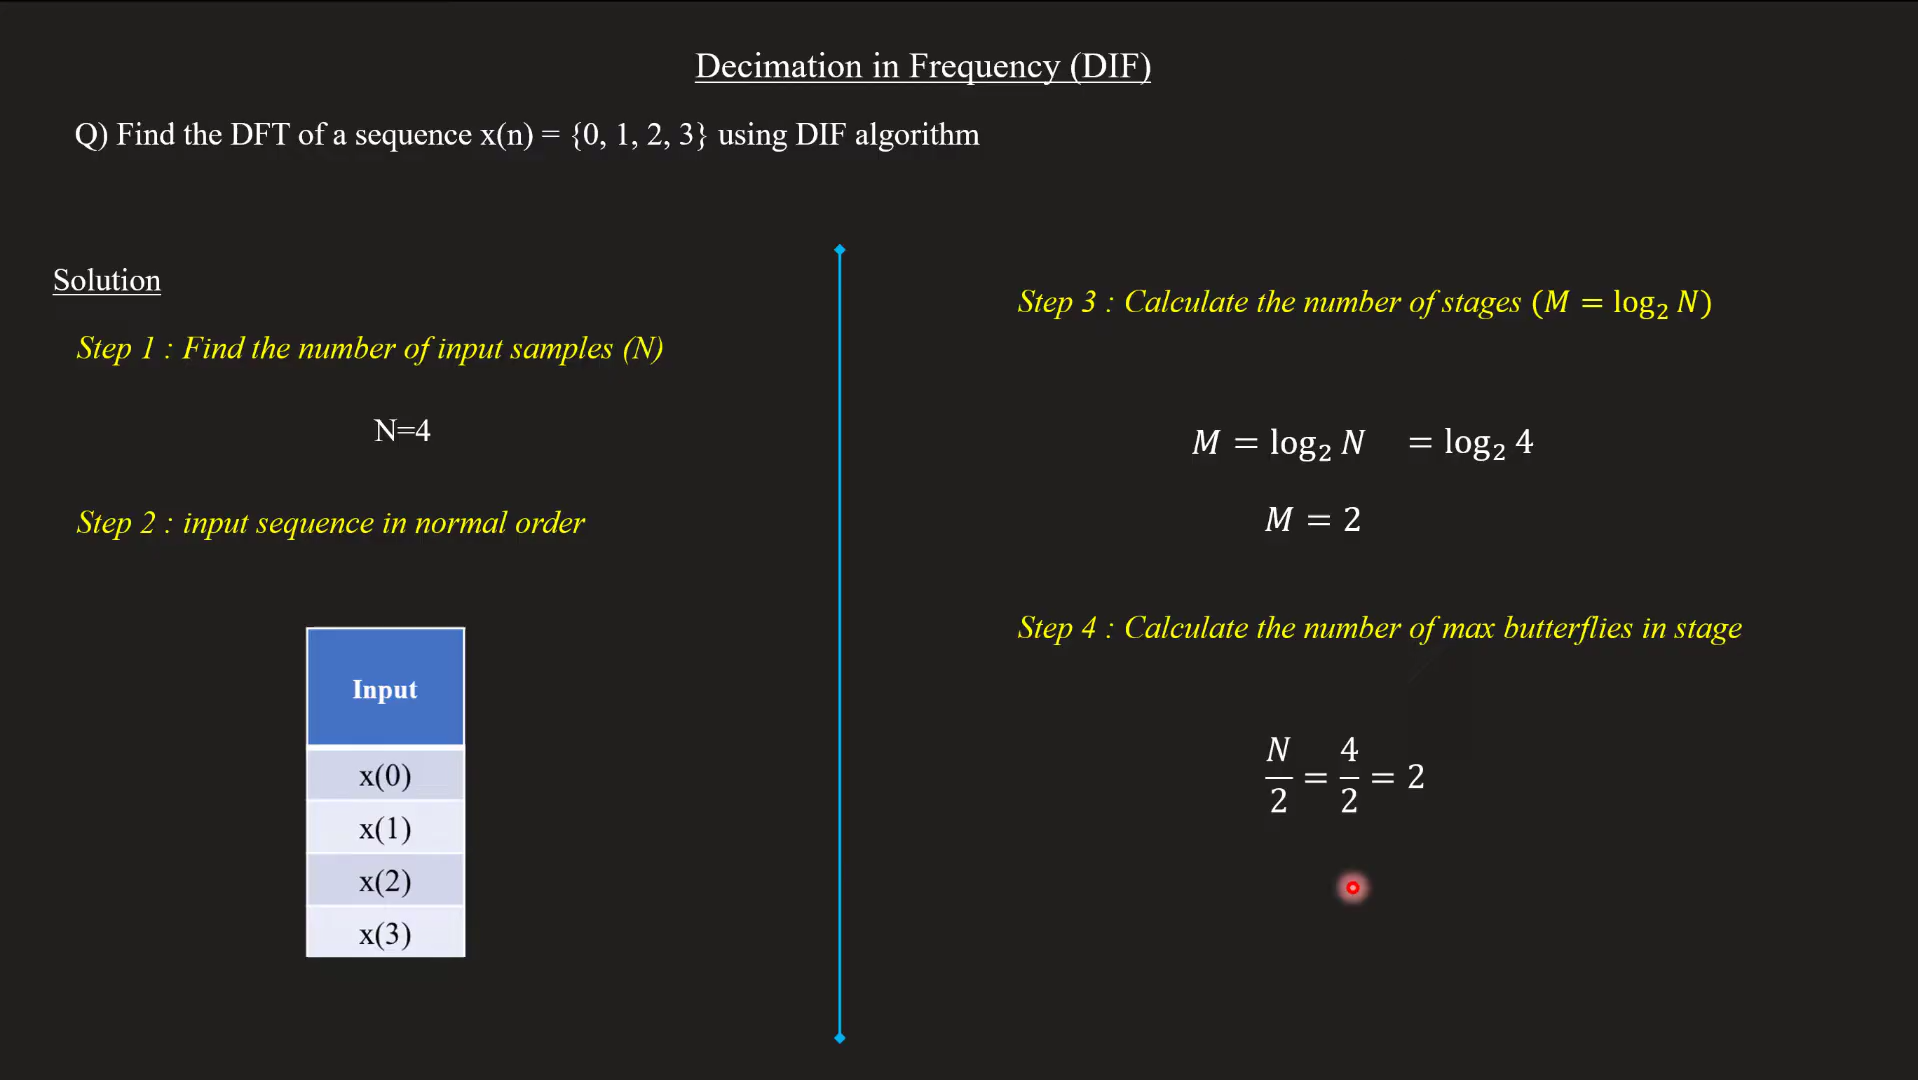 Decimation in Frequency (DIF)
Q) Find the DFT of a sequence x(n) = {0, 1, 2, 3} using DIF algorithm
Solution
Step 1 : Find the number of input samples (N)
N=4
Step 2 : input sequence in normal order
Input
x(0)
x(1)
x(2)
x(3)
Step 3 : Calculate the number of stages (M = log₂ N)
M = log₂ N = log₂ 4
M = 2
Step 4 : Calculate the number of max butterflies in stage
N/2 = 4/2 = 2